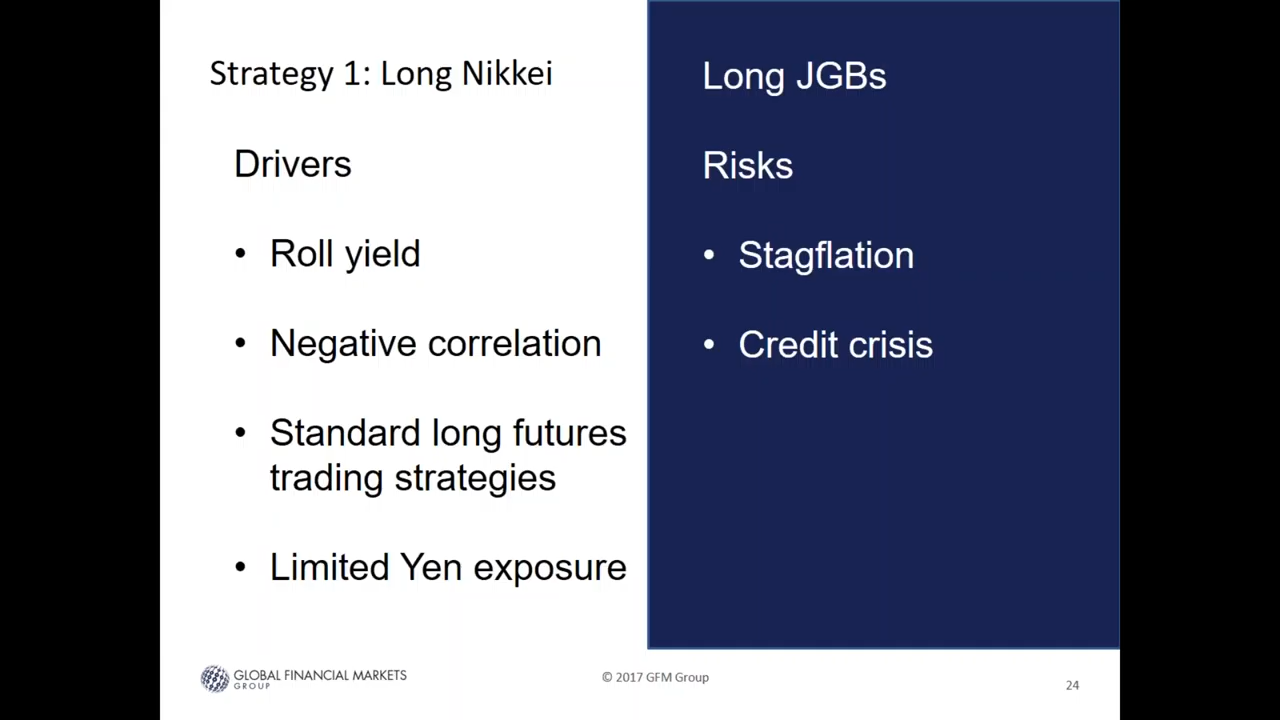 Strategy 1: Long Nikkei
Drivers
• Roll yield
• Negative correlation
• Standard long futures
trading strategies
• Limited Yen exposure
Long JGBs
Risks
• Stagflation
• Credit crisis
GLOBAL FINANCIAL MARKETS
GROUP
© 2017 GFM Group
24